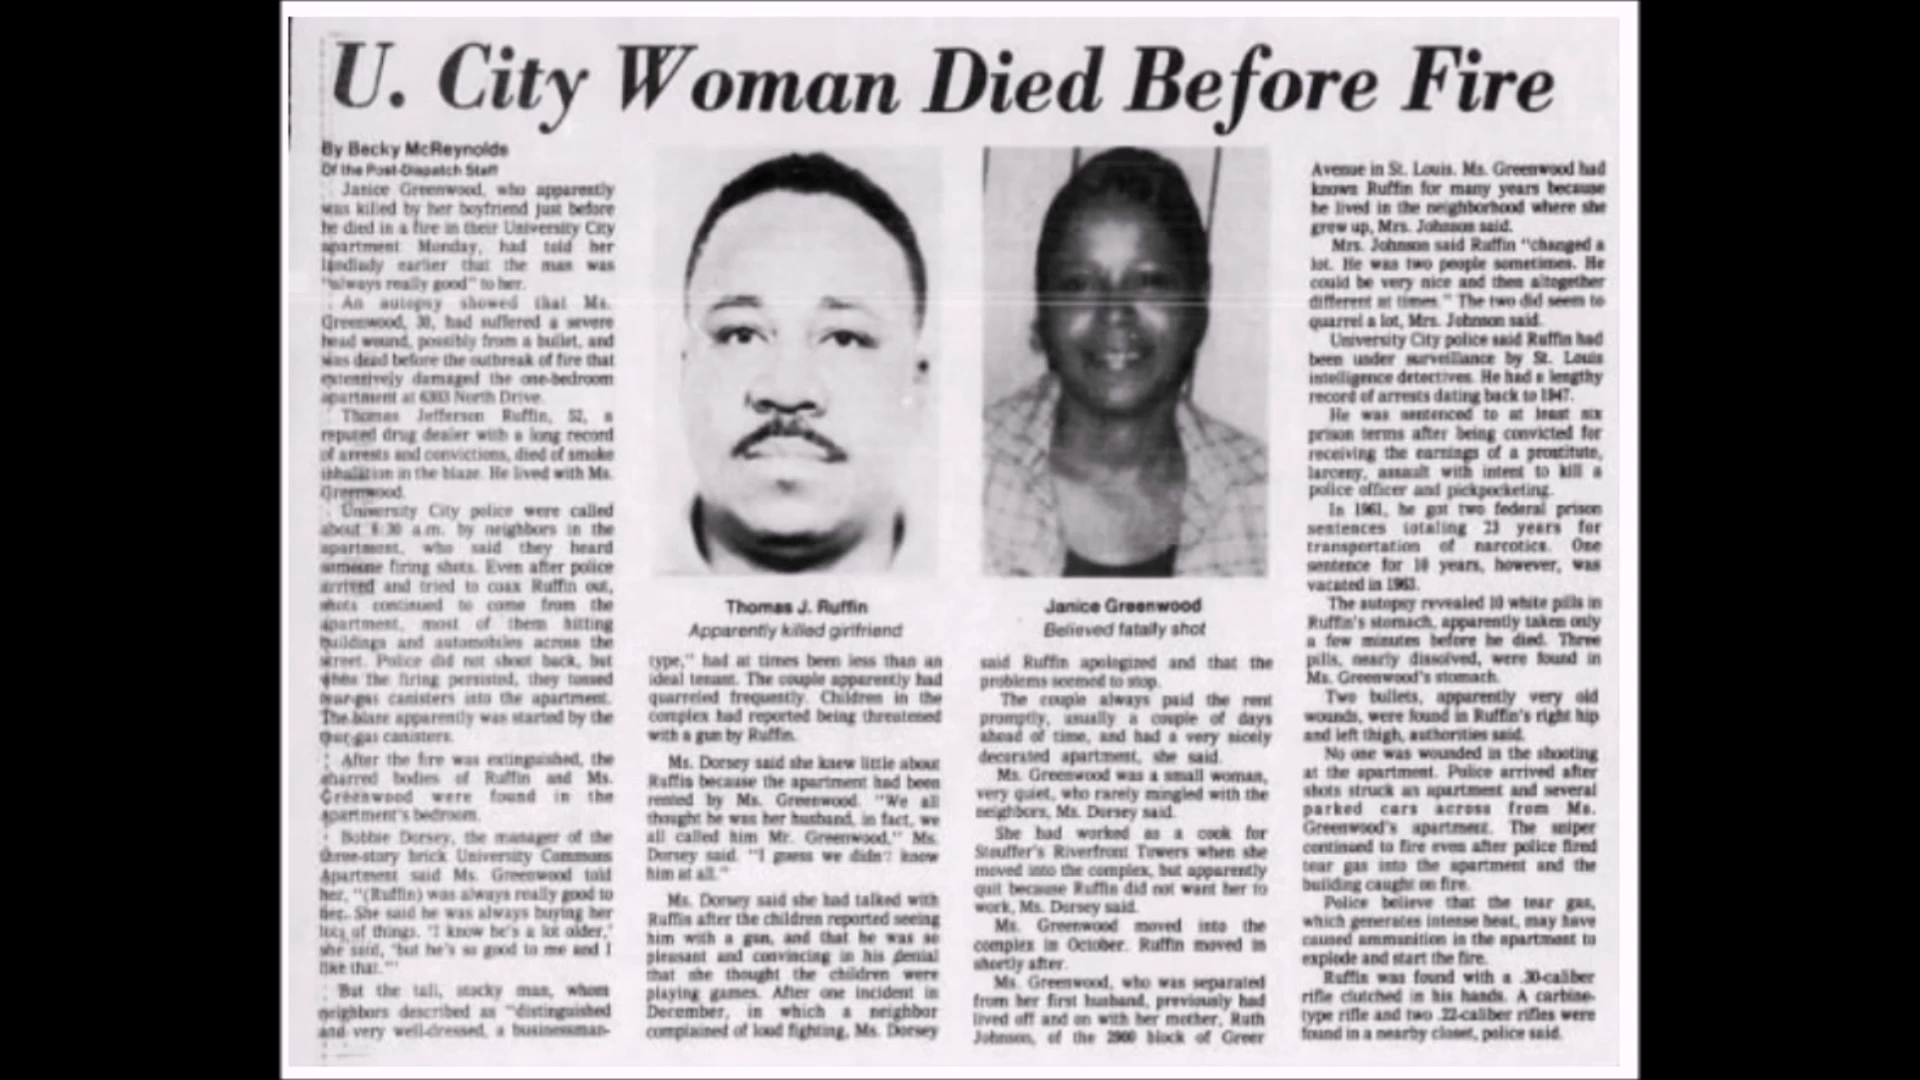 U. City Woman Died Before Fire
By Becky McReynolds
Of the Post-Dispatch Staff
Janice Greenwood, who apparently
was killed by her boyfriend just before
he died in a fire in their University City
apartment Monday, had told her
landlady earlier that the man was
"always really good" to her.
An autopsy showed that Ms.
Greenwood, 30, had suffered a severe
head wound, possibly from a bullet, and
was dead before the outbreak of fire that
extentively damaged the one-bedroom
apartment at 6303 North Drive.
Thomas Jefferson Ruffin, 52, a
reputed drug dealer with a long record
of arrests and convictions, died of smoke
inhalation in the blaze. He lived with Ms.
Greenwood.
University City police were called
about 6:30 a.m. by neighbors in the
apartment, who said they heard
someone firing shots. Even after police
arrived and tried to coax Ruffin out,
shots continued to come from the
apartment, most of them hitting
buildings and automobiles across the
street. Police did not shoot back, but
when the firing persisted, they tossed
tear-gas canisters into the apartment.
The blaze apparently was started by the
tear-gas canisters.
After the fire was extinguished, the
charred bodies of Ruffin and Ms.
Greenwood were found in the
apartment's bedroom.
Bobbie Dorsey, the manager of the
three-story brick University Commons
Apartment said Ms. Greenwood told
her, "(Ruffin) was always really good to
her. She said he was always buying her
lots of things. 'I know he's a lot older,'
she said, 'but he's so good to me and I
like that.'"
But the tall, stocky man, whom
neighbors described as "distinguished
and very well-dressed, a businessman-
Thomas J. Ruffin
Apparently killed girlfriend
type," had at times been less than an
ideal tenant. The couple apparently had
quarreled frequently. Children in the
complex had reported being threatened
with a gun by Ruffin.
Ms. Dorsey said she knew little about
Ruffin because the apartment had been
rented by Ms. Greenwood. "We all
thought he was her husband, in fact, we
all called him Mr. Greenwood," Ms.
Dorsey said. "I guess we didn't know
him at all."
Ms. Dorsey said she had talked with
Ruffin after the children reported seeing
him with a gun, and that he was so
pleasant and convincing in his denial
that she thought the children were
playing games. After one incident in
December, in which a neighbor
complained of loud fighting, Ms. Dorsey
Janice Greenwood
Believed fatally shot
said Ruffin apologized and that the
problems seemed to stop.
The couple always paid the rent
promptly, usually a couple of days
ahead of time, and had a very nicely
decorated apartment, she said.
Ms. Greenwood was a small woman,
very quiet, who rarely mingled with the
neighbors, Ms. Dorsey said.
She had worked as a cook for
Stouffer's Riverfront Towers when she
moved into the complex, but apparently
quit because Ruffin did not want her to
work, Ms. Dorsey said.
Ms. Greenwood moved into the
complex in October. Ruffin moved in
shortly after.
Ms. Greenwood, who was separated
from her first husband, previously had
lived off and on with her mother, Ruth
Johnson, of the 2900 block of Greer
Avenue in St. Louis. Ms. Greenwood had
known Ruffin for many years because
he lived in the neighborhood where she
grew up, Mrs. Johnson said.
Mrs. Johnson said Ruffin "changed a
lot. He was two people sometimes. He
could be very nice and then altogether
different at times." The two did seem to
quarrel a lot, Mrs. Johnson said.
University City police said Ruffin had
been under surveillance by St. Louis
intelligence detectives. He had a lengthy
record of arrests dating back to 1947.
He was sentenced to at least six
prison terms after being convicted for
receiving the earnings of a prostitute,
larceny, assault with intent to kill a
police officer and pickpocketing.
In 1961, he got two federal prison
sentences totaling 23 years for
transportation of narcotics. One
sentence for 10 years, however, was
vacated in 1963.
The autopsy revealed 10 white pills in
Ruffin's stomach, apparently taken only
a few minutes before he died. Three
pills, nearly dissolved, were found in
Ms. Greenwood's stomach.
Two bullets, apparently very old
wounds, were found in Ruffin's right hip
and left thigh, authorities said.
No one was wounded in the shooting
at the apartment. Police arrived after
shots struck an apartment and several
parked cars across from Ms.
Greenwood's apartment. The sniper
continued to fire even after police fired
tear gas into the apartment and the
building caught on fire.
Police believe that the tear gas,
which generates intense heat, may have
caused ammunition in the apartment to
explode and start the fire.
Ruffin was found with a .30-caliber
rifle clutched in his hands. A carbine-
type rifle and two .22-caliber rifles were
found in a nearby closet, police said.